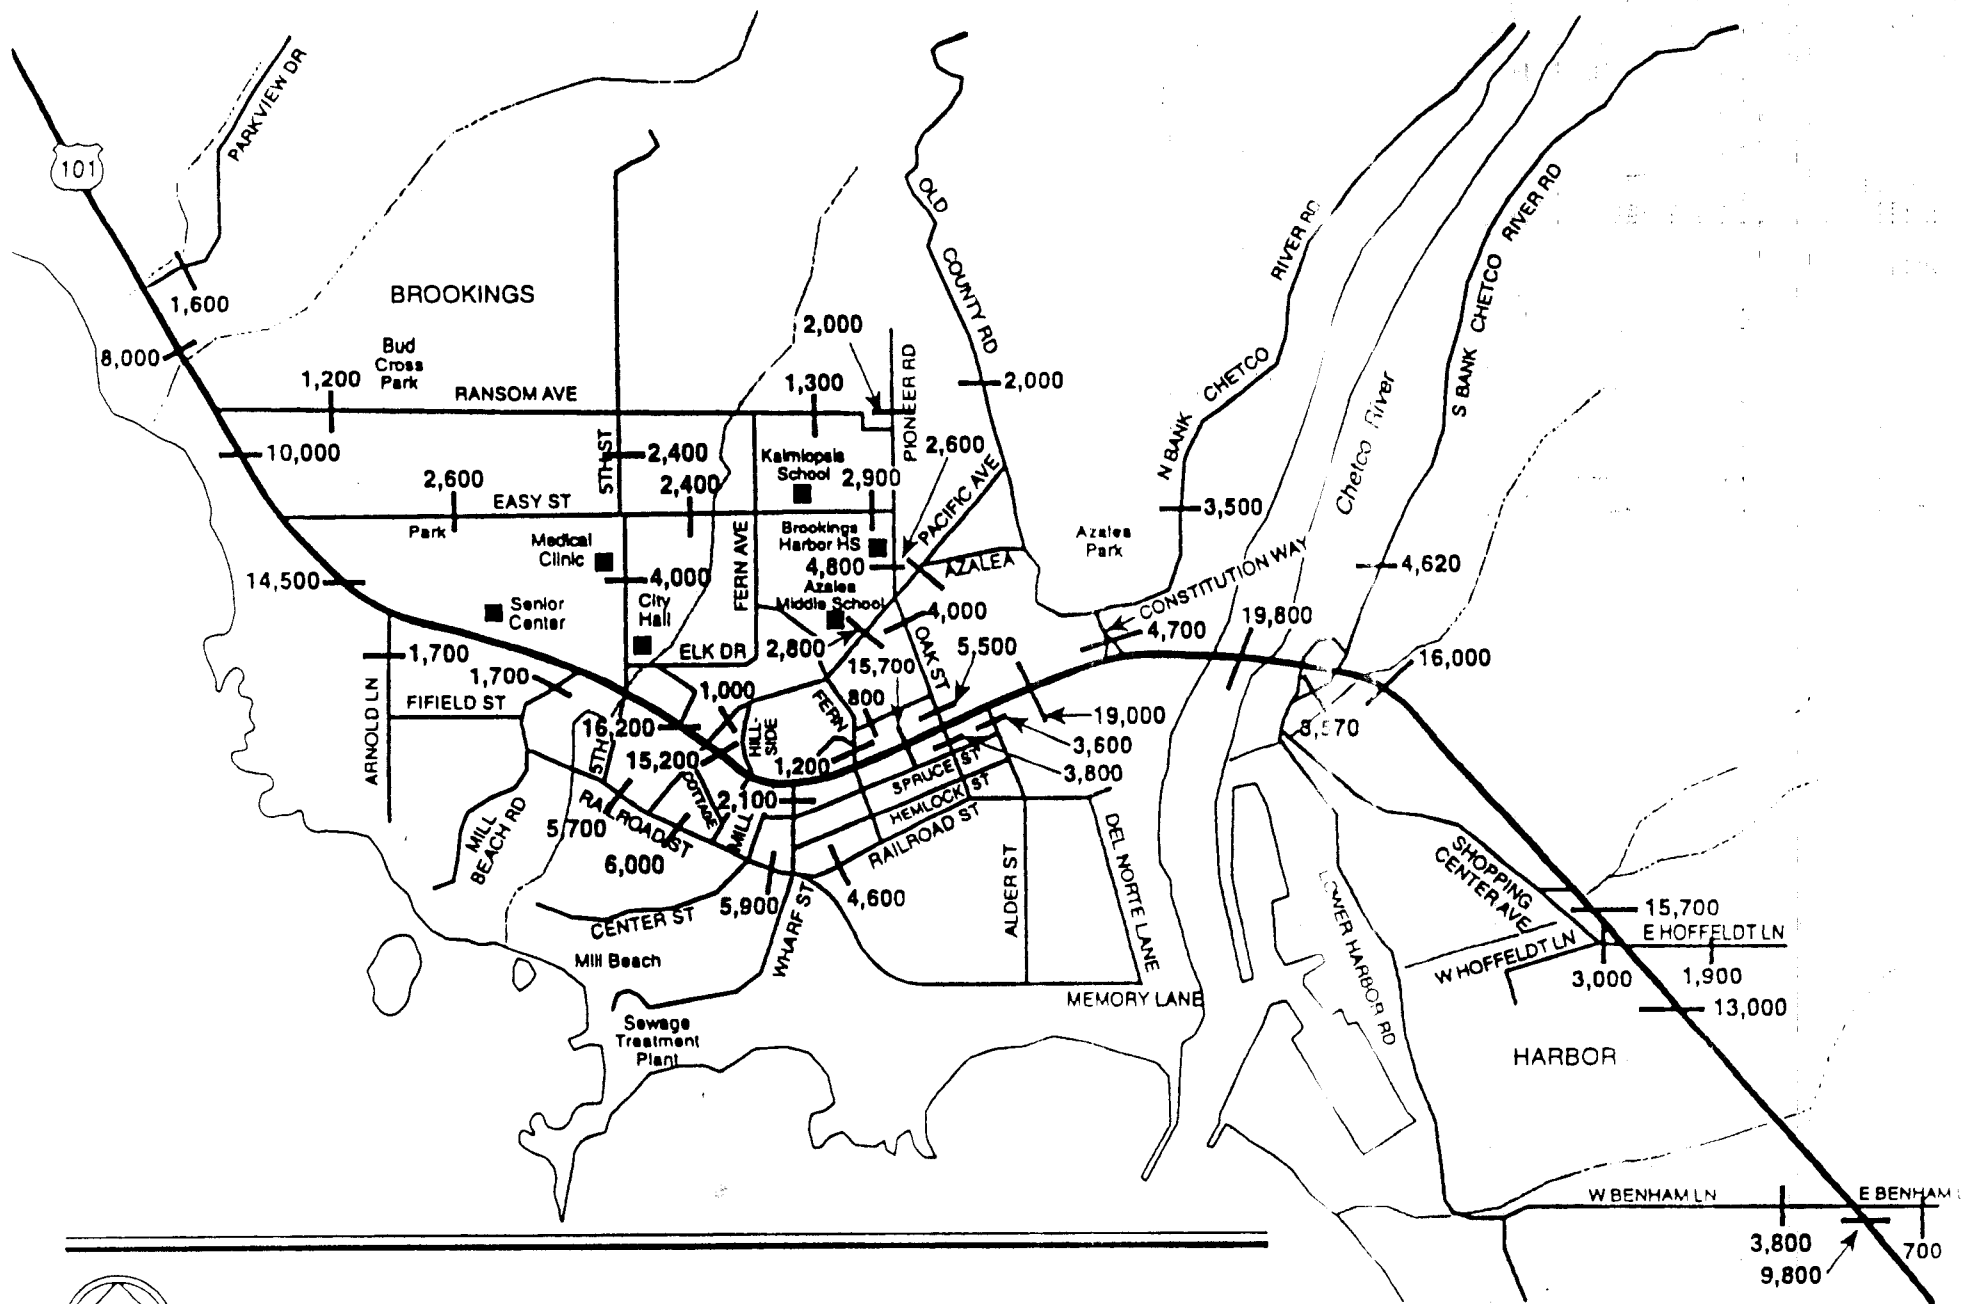 PARKVIEW DR
101
OLD
COUNTY RD
RIVER RD
N BANK CHETCO
S BANK CHETCO RIVER RD
Chetco River
1,600
BROOKINGS
8,000
Bud
Cross
Park
1,200
RANSOM AVE
2,000
1,300
PIONEER RD
2,000
10,000
5TH ST
2,400
Kalmiopsis
School
2,600
PACIFIC AVE
2,600
EASY ST
2,400
2,900
Park
Medical
Clinic
FERN AVE
Brookings
Harbor HS
4,800
Azalea
Middle School
AZALEA
Azalea
Park
3,500
CONSTITUTION WAY
4,620
14,500
4,000
City
Hall
Senior
Center
ELK DR
2,800
4,000
OAK ST
5,500
15,700
4,700
19,800
16,000
1,700
1,700
ARNOLD LN
FIFIELD ST
1,000
HILL-
SIDE
FERN
800
19,000
3,570
16,200
15,200
5TH
1,200
3,600
3,800
SPRUCE ST
HEMLOCK ST
RAILROAD ST
COTTAGE
2,100
MILL
RAILROAD ST
5,700
6,000
MILL
BEACH RD
CENTER ST
5,900
WHARF ST
4,600
ALDER ST
DEL NORTE LANE
MEMORY LANE
Mill Beach
Sewage
Treatment
Plant
LOWER HARBOR RD
SHOPPING
CENTER AVE
W HOFFELDT LN
15,700
E HOFFELDT LN
3,000
1,900
13,000
HARBOR
W BENHAM LN
E BENHAM
3,800
9,800
700